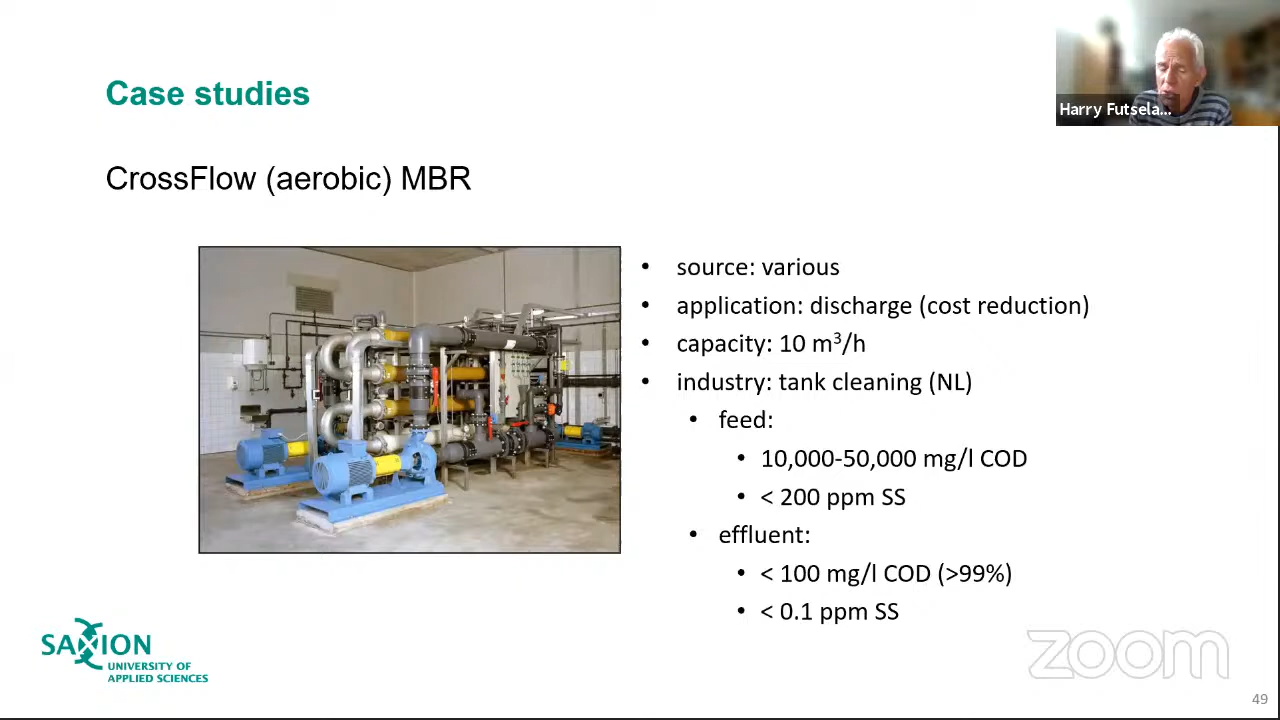 Case studies
Harry Futsela...
CrossFlow (aerobic) MBR
• source: various
• application: discharge (cost reduction)
• capacity: 10 m³/h
• industry: tank cleaning (NL)
• feed:
• 10,000-50,000 mg/l COD
• < 200 ppm SS
• effluent:
• < 100 mg/l COD (>99%)
• < 0.1 ppm SS
SAXION
UNIVERSITY OF
APPLIED SCIENCES
zoom
49